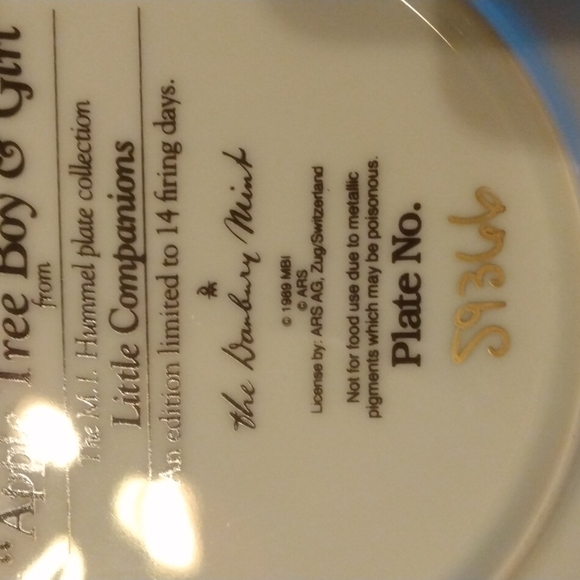 "Apple Tree Boy & Girl
from
The M.I. Hummel plate collection
Little Companions
An edition limited to 14 firing days.
the Danbury Mint
© 1989 MBI
© ARS
License by: ARS AG, Zug/Switzerland
Not for food use due to metallic
pigments which may be poisonous.
Plate No.